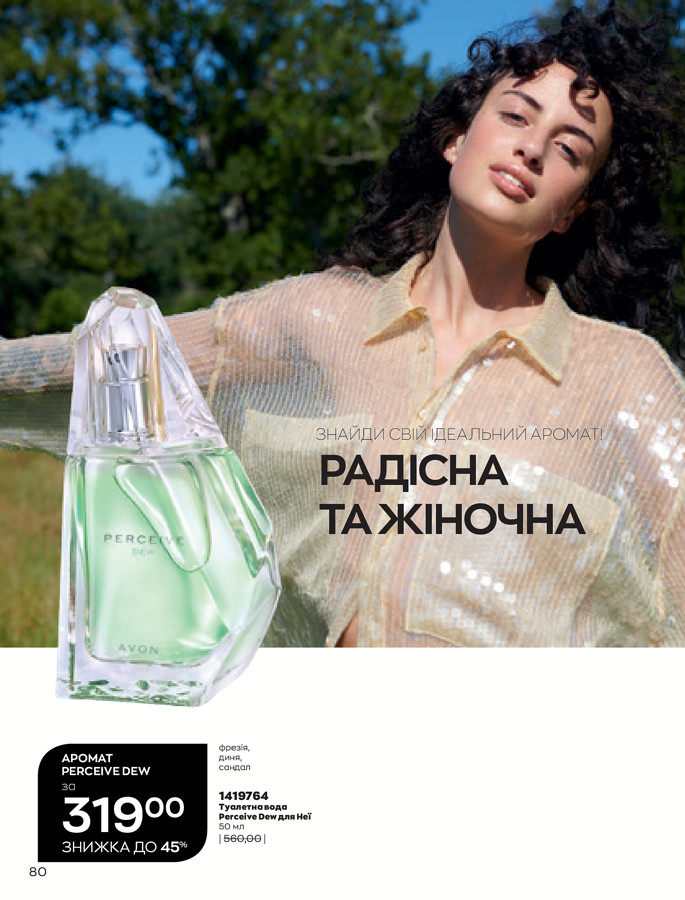 ЗНАЙДИ СВІЙ ІДЕАЛЬНИЙ АРОМАТ!
РАДІСНА
ТА ЖІНОЧНА
PERCEIVE
DEW
AVON
АРОМАТ
PERCEIVE DEW
за
319⁰⁰
ЗНИЖКА ДО 45%
фрезія,
диня,
сандал
1419764
Туалетна вода
Perceive Dew для Неї
50 мл
| 560,00 |
80